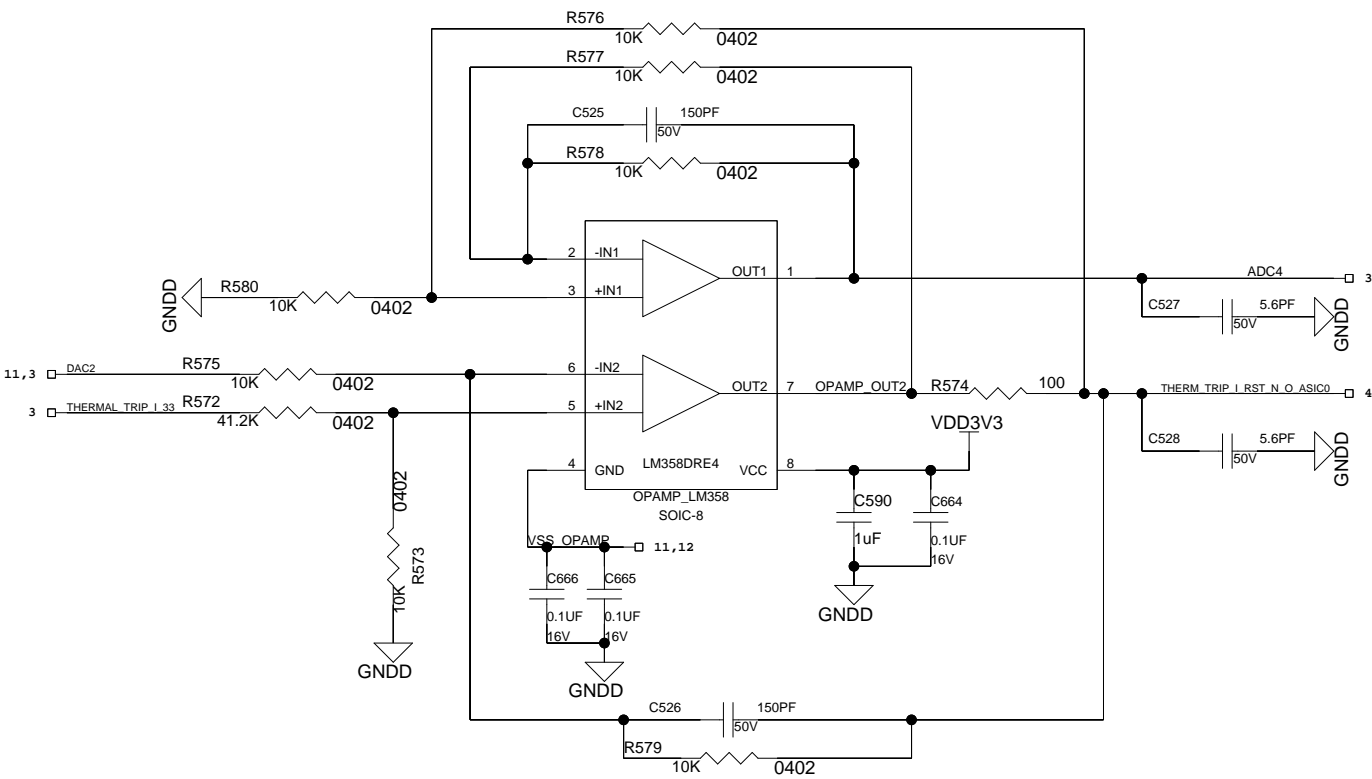 R576
10K 0402
R577
10K 0402
C525 150PF
50V
R578
10K 0402
2 -IN1
OUT1 1
3 +IN1
ADC4 3
R580
10K 0402
GNDD
C527 5.6PF
50V
GNDD
11,3 DAC2
R575
10K 0402
6 -IN2
OUT2 7
OPAMP_OUT2
R574 100
THERM_TRIP_I_RST_N_O_ASIC0 4
3 THERMAL_TRIP_I_33
R572
41.2K 0402
5 +IN2
VDD3V3
C528 5.6PF
50V
GNDD
4 GND
LM358DRE4
VCC 8
OPAMP_LM358
SOIC-8
0402
R573
10K
GNDD
VSS_OPAMP
11,12
C666
0.1UF
16V
C665
0.1UF
16V
GNDD
C590
1uF
C664
0.1UF
16V
GNDD
C526 150PF
50V
R579
10K 0402